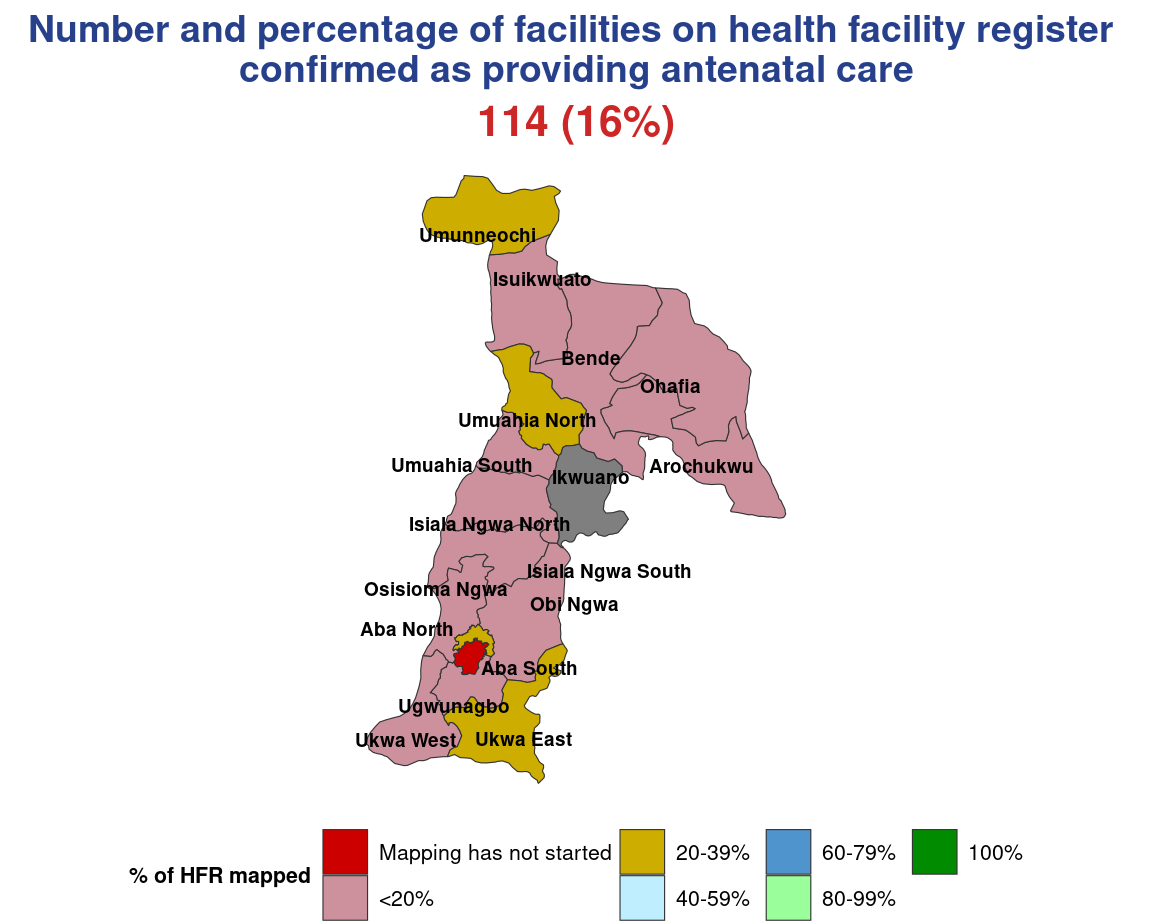 Number and percentage of facilities on health facility register
confirmed as providing antenatal care
114 (16%)
Umunneochi
Isuikwuato
Bende
Ohafia
Umuahia North
Umuahia South
Ikwuano
Arochukwu
Isiala Ngwa North
Isiala Ngwa South
Osisioma Ngwa
Obi Ngwa
Aba North
Aba South
Ugwunagbo
Ukwa West
Ukwa East
% of HFR mapped
Mapping has not started
<20%
20-39%
40-59%
60-79%
80-99%
100%